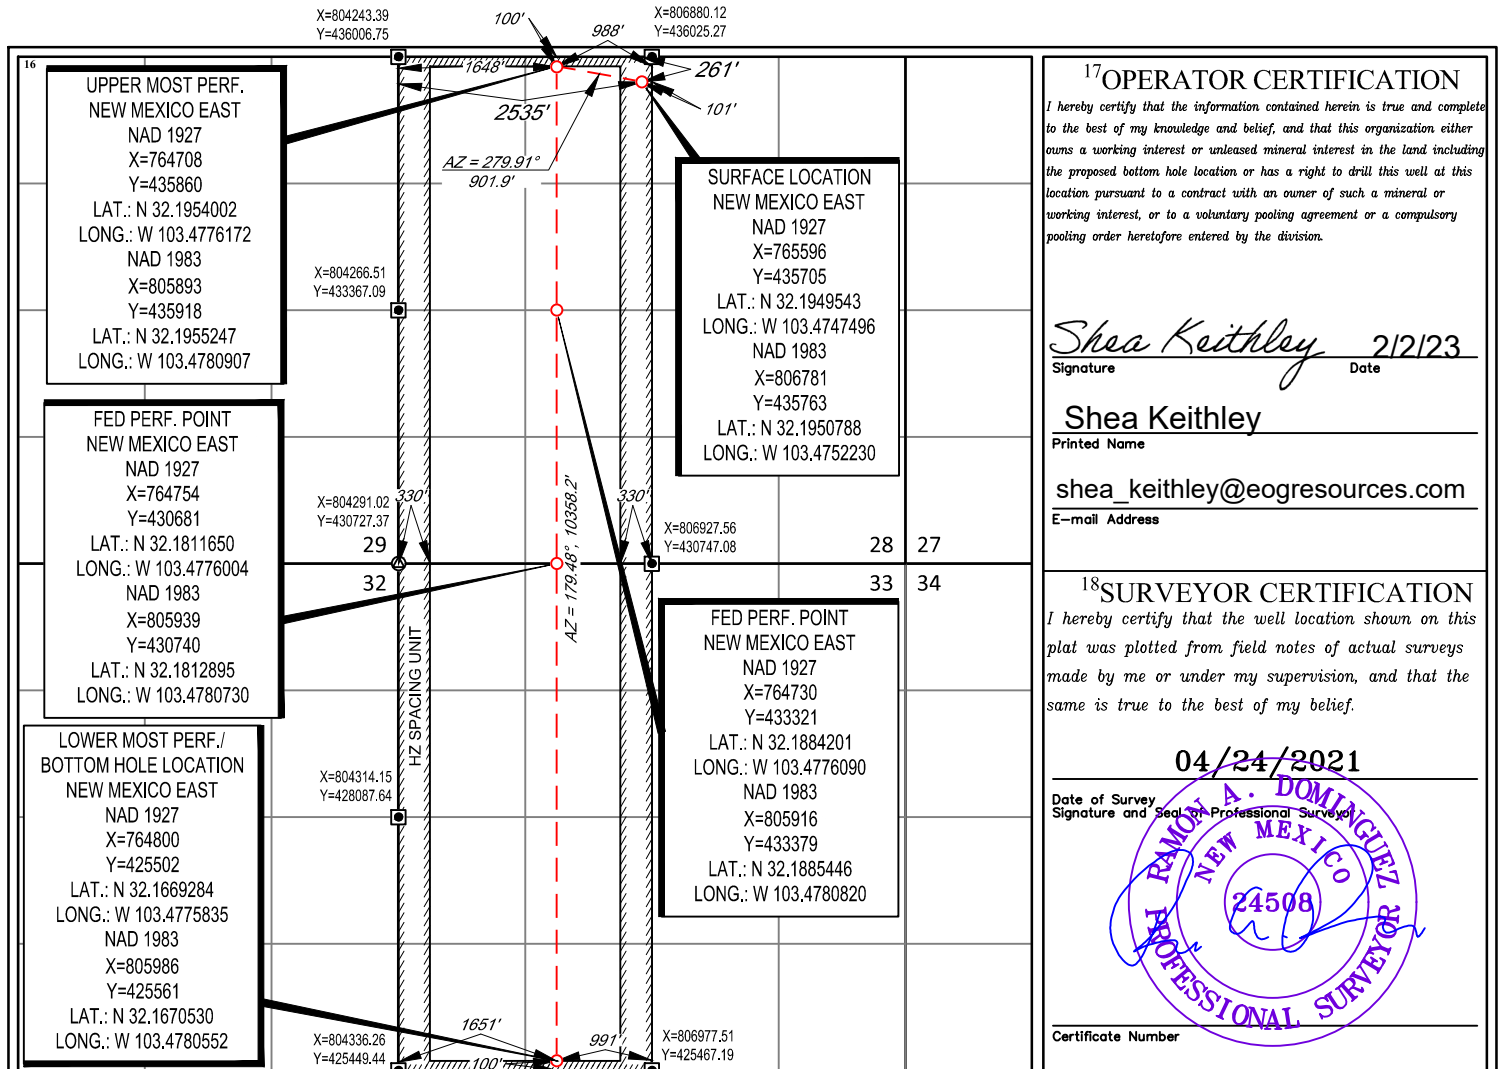 X=804243.39
Y=436006.75
100'
988'
X=806880.12
Y=436025.27
16
1648'
261'
2535'
101'
AZ = 279.91°
901.9'
UPPER MOST PERF.
NEW MEXICO EAST
NAD 1927
X=764708
Y=435860
LAT.: N 32.1954002
LONG.: W 103.4776172
NAD 1983
X=805893
Y=435918
LAT.: N 32.1955247
LONG.: W 103.4780907
SURFACE LOCATION
NEW MEXICO EAST
NAD 1927
X=765596
Y=435705
LAT.: N 32.1949543
LONG.: W 103.4747496
NAD 1983
X=806781
Y=435763
LAT.: N 32.1950788
LONG.: W 103.4752230
X=804266.51
Y=433367.09
FED PERF. POINT
NEW MEXICO EAST
NAD 1927
X=764754
Y=430681
LAT.: N 32.1811650
LONG.: W 103.4776004
NAD 1983
X=805939
Y=430740
LAT.: N 32.1812895
LONG.: W 103.4780730
X=804291.02
Y=430727.37
330'
330'
X=806927.56
Y=430747.08
29
28
27
32
33
34
AZ = 179.48°, 10358.2'
HZ SPACING UNIT
FED PERF. POINT
NEW MEXICO EAST
NAD 1927
X=764730
Y=433321
LAT.: N 32.1884201
LONG.: W 103.4776090
NAD 1983
X=805916
Y=433379
LAT.: N 32.1885446
LONG.: W 103.4780820
LOWER MOST PERF./
BOTTOM HOLE LOCATION
NEW MEXICO EAST
NAD 1927
X=764800
Y=425502
LAT.: N 32.1669284
LONG.: W 103.4775835
NAD 1983
X=805986
Y=425561
LAT.: N 32.1670530
LONG.: W 103.4780552
X=804314.15
Y=428087.64
X=804336.26
Y=425449.44
1651'
991'
100'
X=806977.51
Y=425467.19
17OPERATOR CERTIFICATION
I hereby certify that the information contained herein is true and complete
to the best of my knowledge and belief, and that this organization either
owns a working interest or unleased mineral interest in the land including
the proposed bottom hole location or has a right to drill this well at this
location pursuant to a contract with an owner of such a mineral or
working interest, or to a voluntary pooling agreement or a compulsory
pooling order heretofore entered by the division.
Shea Keithley 2/2/23
Signature Date
Shea Keithley
Printed Name
shea_keithley@eogresources.com
E-mail Address
18SURVEYOR CERTIFICATION
I hereby certify that the well location shown on this
plat was plotted from field notes of actual surveys
made by me or under my supervision, and that the
same is true to the best of my belief.
04/24/2021
Date of Survey
Signature and Seal of Professional Surveyor
RAMON A. DOMINGUEZ
NEW MEXICO
24508
PROFESSIONAL SURVEYOR
Certificate Number